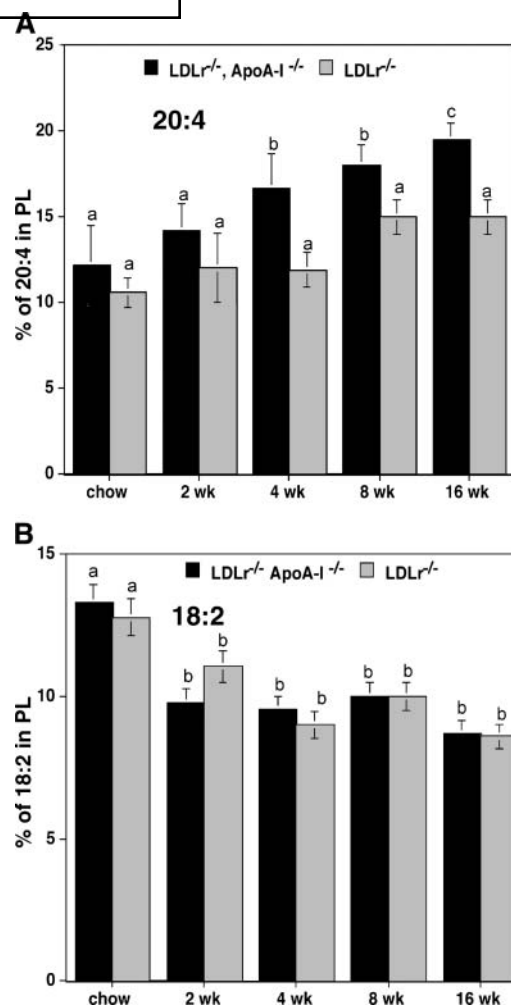 A
25
LDLr-/-, ApoA-I -/- LDLr-/-
20:4
c
b
b
20
a
a
a
a
a
a
a
15
10
5
0
% of 20:4 in PL
chow 2 wk 4 wk 8 wk 16 wk
B
15
LDLr-/- ApoA-I -/- LDLr-/-
18:2
a a
b b
b b
b b
b b
10
5
0
% of 18:2 in PL
chow 2 wk 4 wk 8 wk 16 wk